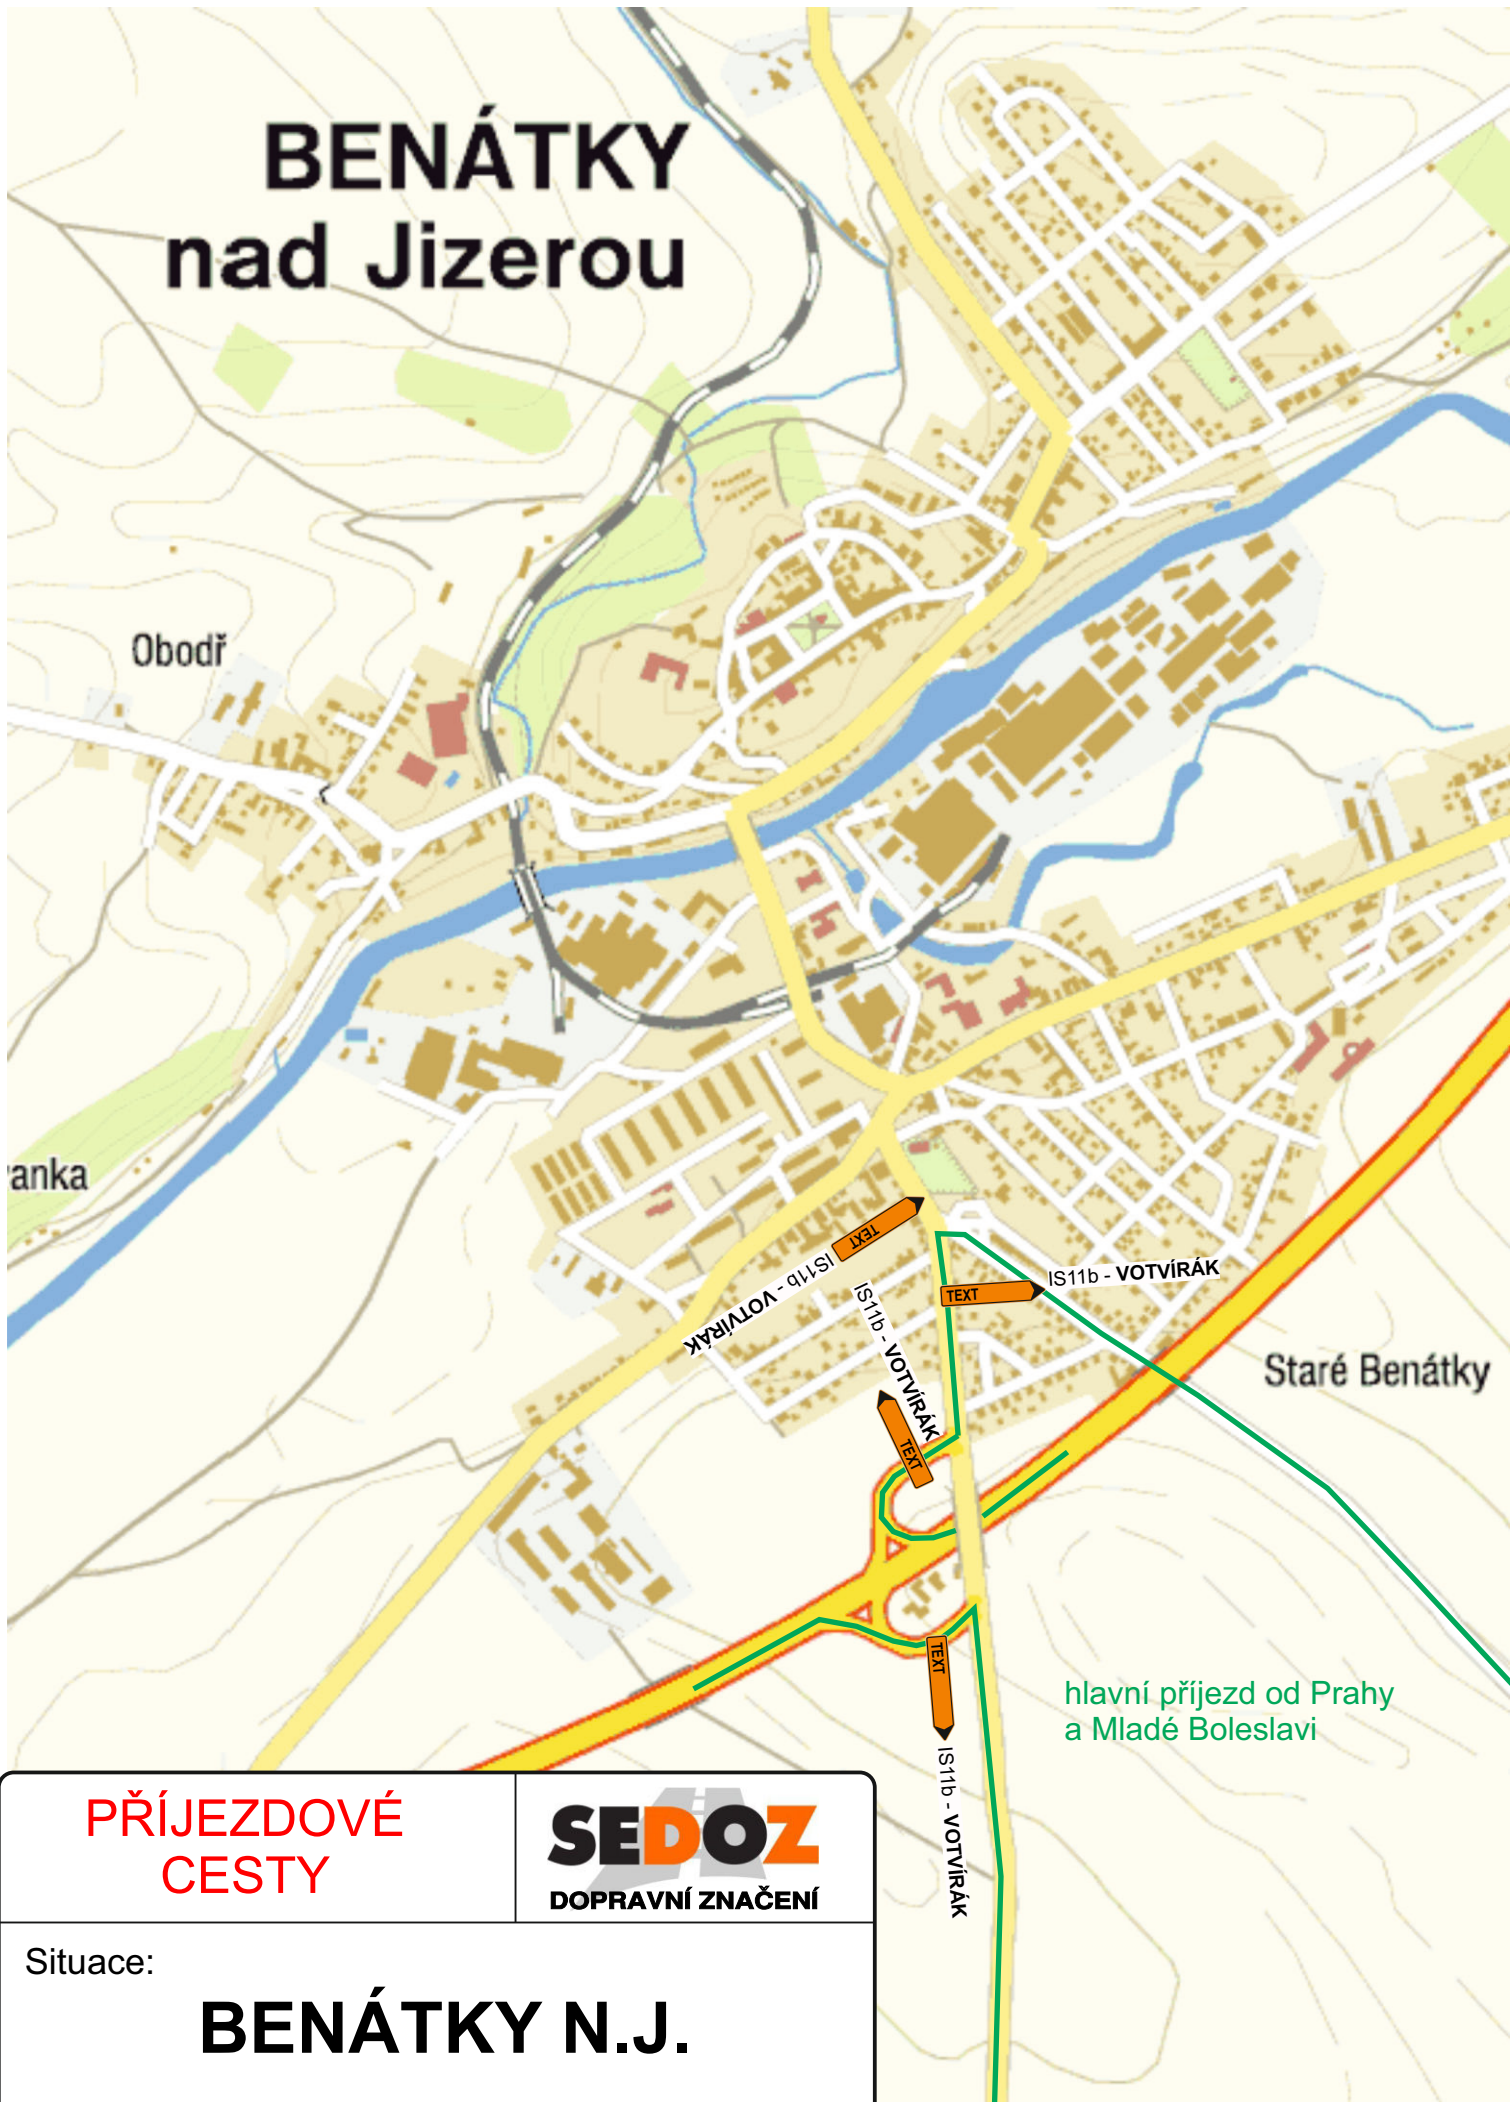 BENÁTKY
nad Jizerou
Obodř
anka
TEXT
IS11b - VOTVÍRÁK
TEXT
IS11b - VOTVÍRÁK
IS11b - VOTVÍRÁK
TEXT
Staré Benátky
TEXT
IS11b - VOTVÍRÁK
hlavní příjezd od Prahy
a Mladé Boleslavi
PŘÍJEZDOVÉ
CESTY
SEDOZ
DOPRAVNÍ ZNAČENÍ
Situace:
BENÁTKY N.J.